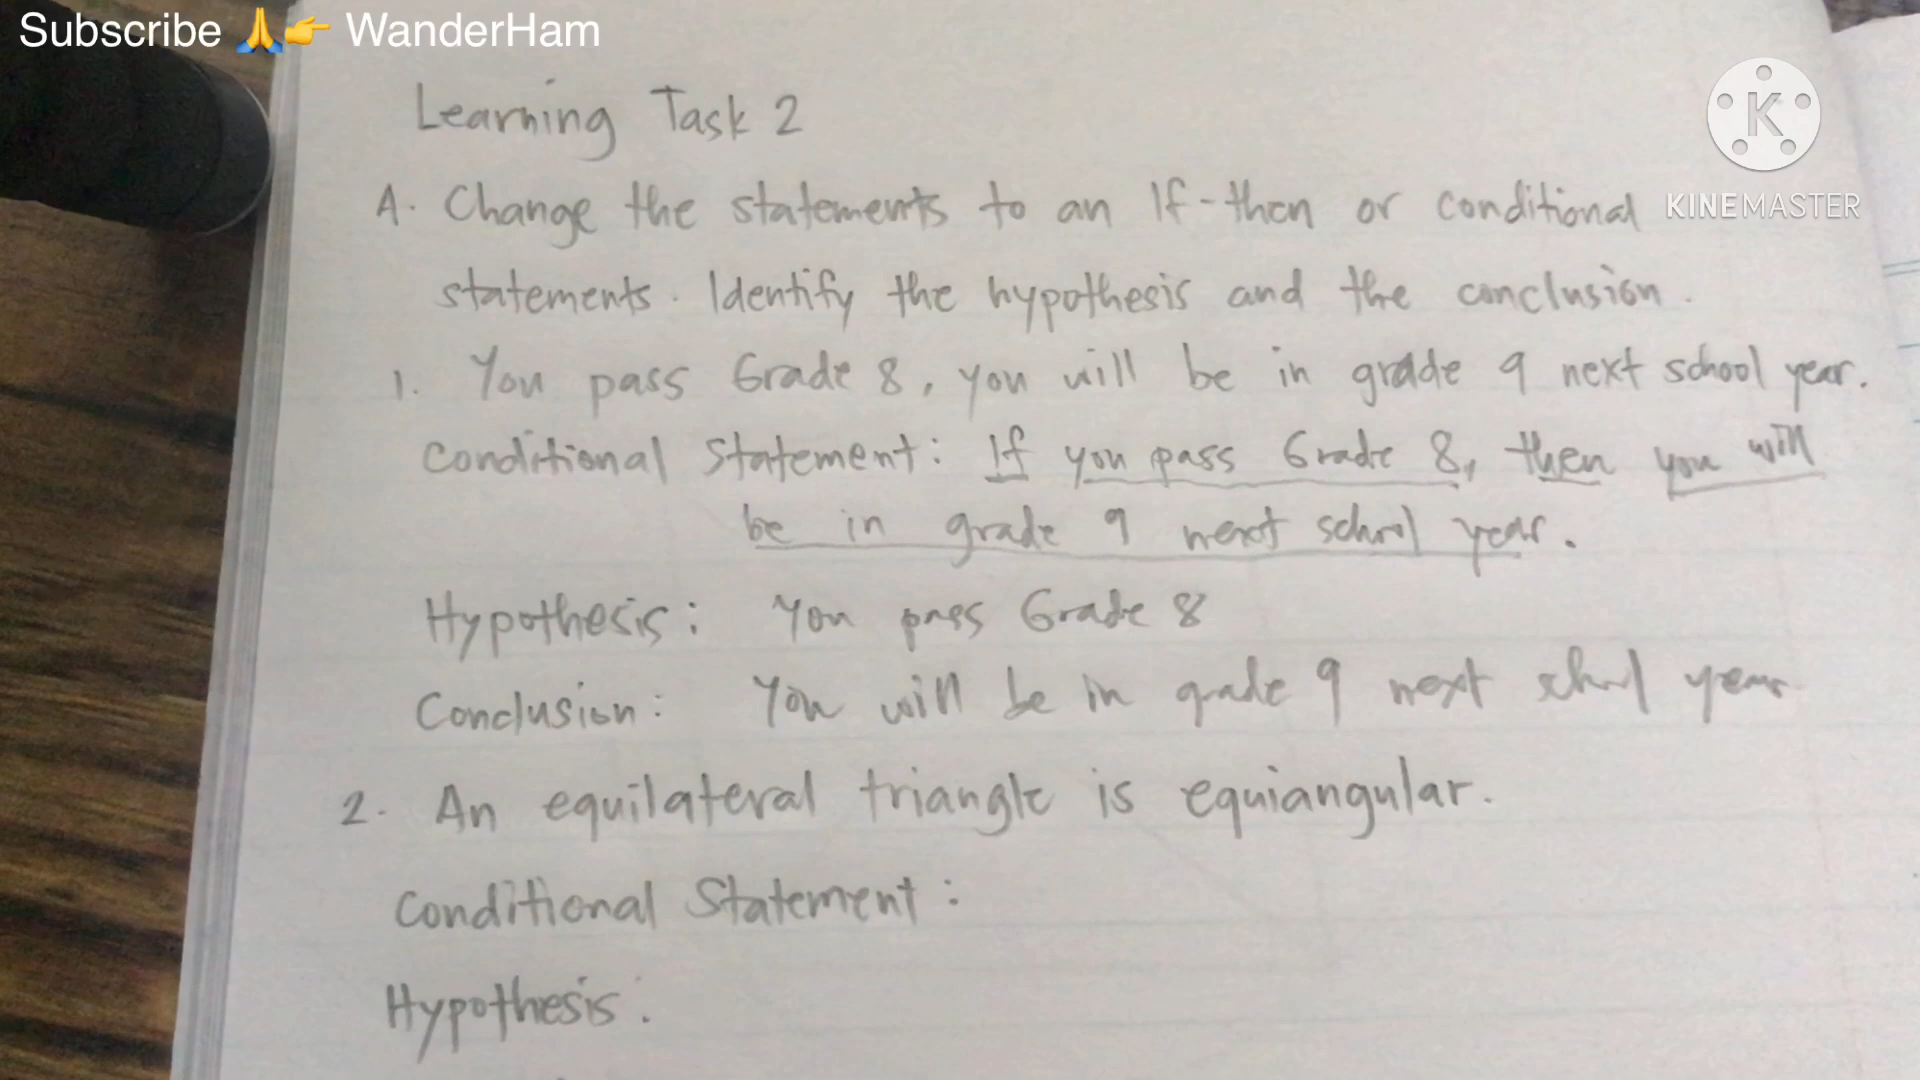 Subscribe 🙏👉 WanderHam
Learning Task 2
KINEMASTER
A. Change the statements to an If-then or conditional
statements. Identify the hypothesis and the conclusion.
1. You pass Grade 8, you will be in grade 9 next school year.
Conditional Statement: If you pass Grade 8, then you will
be in grade 9 next school year.
Hypothesis: You pass Grade 8
Conclusion: You will be in grade 9 next school year
2. An equilateral triangle is equiangular.
Conditional Statement:
Hypothesis: